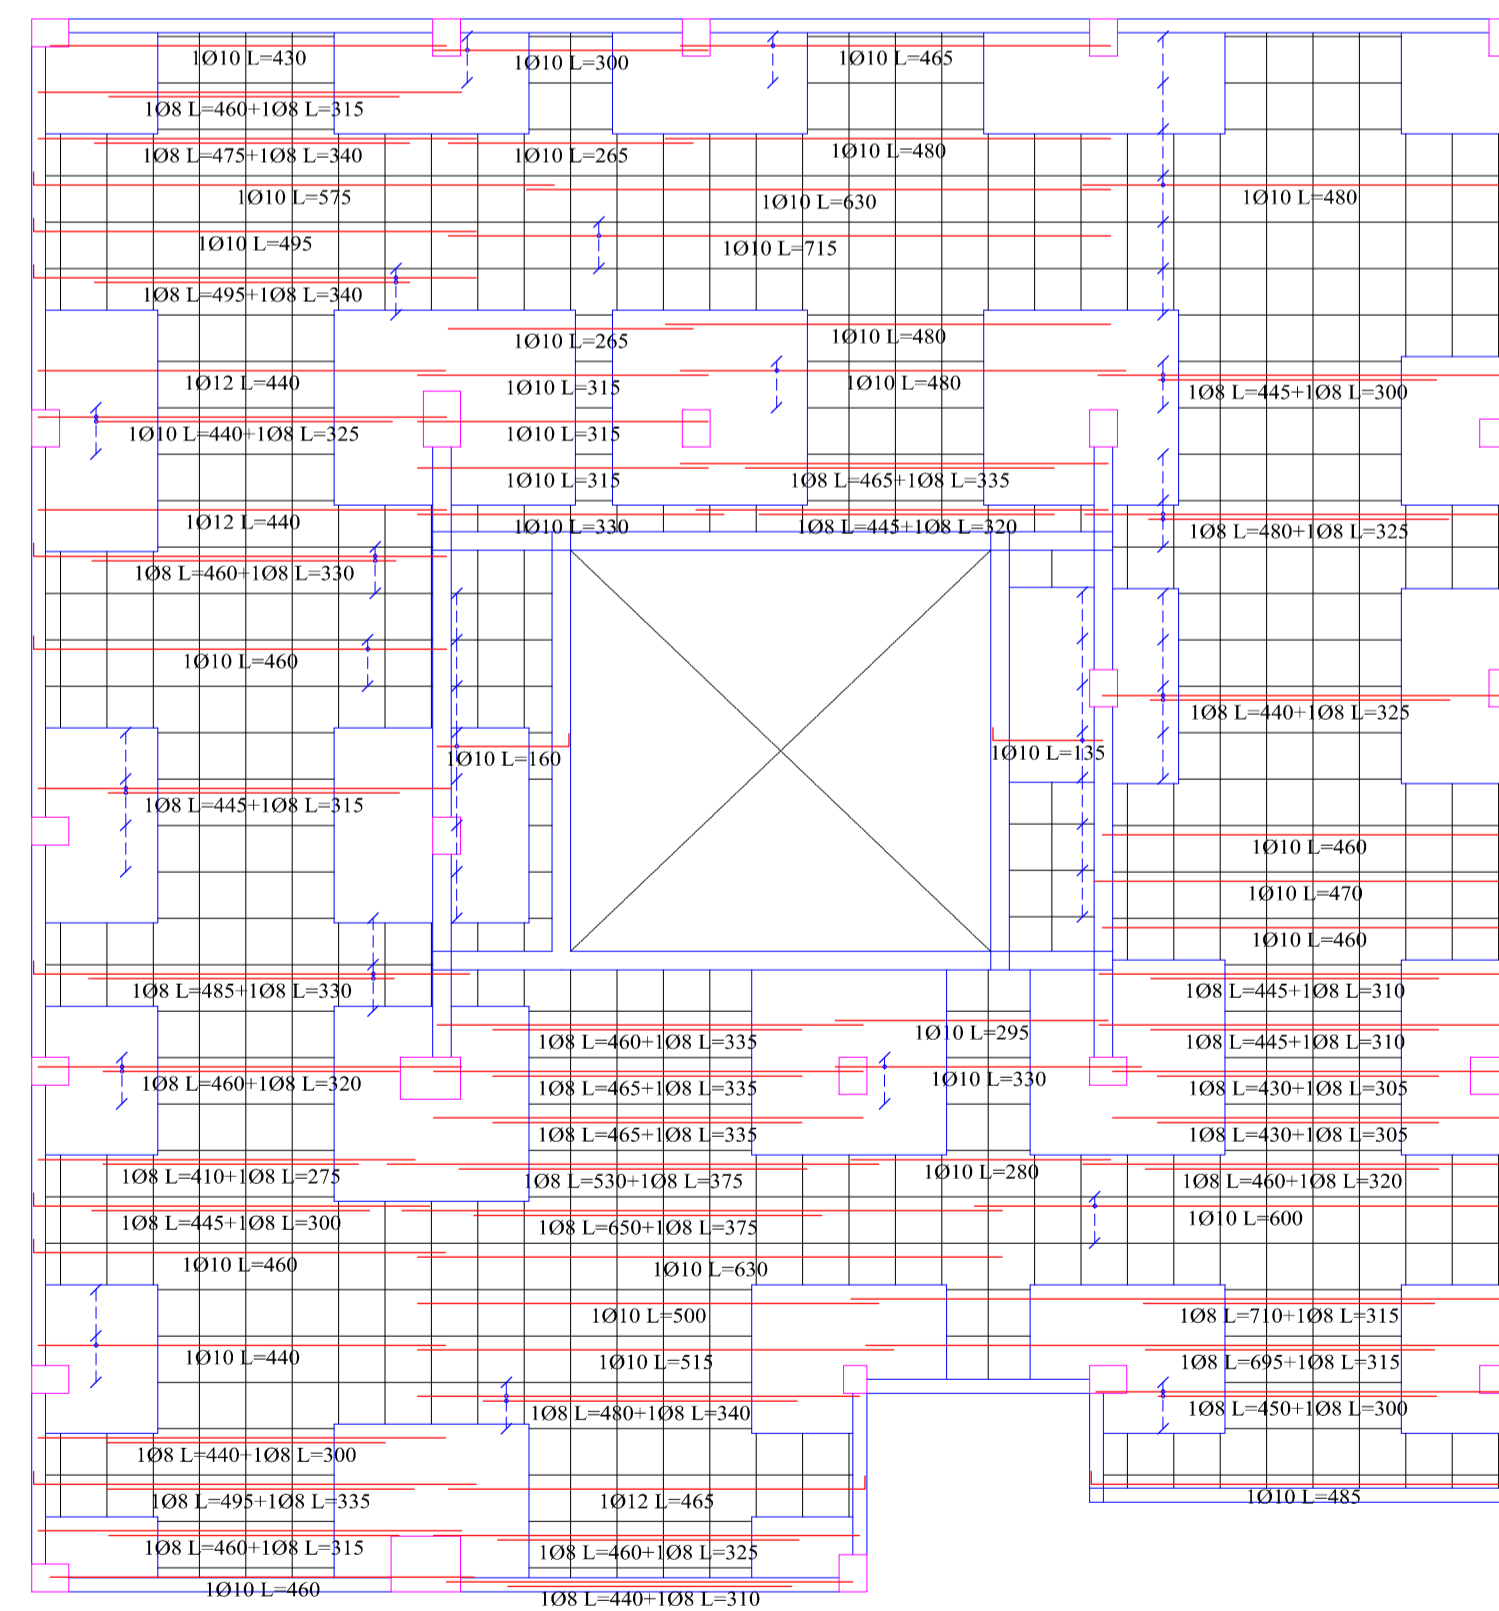 1Ø10 L=430
1Ø10 L=300
1Ø10 L=465
1Ø8 L=460+1Ø8 L=315
1Ø8 L=475+1Ø8 L=340
1Ø10 L=265
1Ø10 L=480
1Ø10 L=575
1Ø10 L=630
1Ø10 L=480
1Ø10 L=495
1Ø10 L=715
1Ø8 L=495+1Ø8 L=340
1Ø10 L=265
1Ø10 L=480
1Ø12 L=440
1Ø10 L=315
1Ø10 L=480
1Ø8 L=445+1Ø8 L=300
1Ø10 L=440+1Ø8 L=325
1Ø10 L=315
1Ø10 L=315
1Ø8 L=465+1Ø8 L=335
1Ø12 L=440
1Ø10 L=330
1Ø8 L=445+1Ø8 L=320
1Ø8 L=480+1Ø8 L=325
1Ø8 L=460+1Ø8 L=330
1Ø10 L=460
1Ø8 L=440+1Ø8 L=325
1Ø10 L=160
1Ø10 L=135
1Ø8 L=445+1Ø8 L=315
1Ø10 L=460
1Ø10 L=470
1Ø10 L=460
1Ø8 L=485+1Ø8 L=330
1Ø8 L=445+1Ø8 L=310
1Ø8 L=460+1Ø8 L=335
1Ø10 L=295
1Ø8 L=445+1Ø8 L=310
1Ø8 L=460+1Ø8 L=320
1Ø8 L=465+1Ø8 L=335
1Ø10 L=330
1Ø8 L=430+1Ø8 L=305
1Ø8 L=465+1Ø8 L=335
1Ø8 L=430+1Ø8 L=305
1Ø8 L=410+1Ø8 L=275
1Ø8 L=530+1Ø8 L=375
1Ø10 L=280
1Ø8 L=460+1Ø8 L=320
1Ø8 L=445+1Ø8 L=300
1Ø8 L=650+1Ø8 L=375
1Ø10 L=600
1Ø10 L=460
1Ø10 L=630
1Ø10 L=500
1Ø8 L=710+1Ø8 L=315
1Ø10 L=440
1Ø10 L=515
1Ø8 L=695+1Ø8 L=315
1Ø8 L=480+1Ø8 L=340
1Ø8 L=450+1Ø8 L=300
1Ø8 L=440+1Ø8 L=300
1Ø8 L=495+1Ø8 L=335
1Ø12 L=465
1Ø10 L=485
1Ø8 L=460+1Ø8 L=315
1Ø8 L=460+1Ø8 L=325
1Ø10 L=460
1Ø8 L=440+1Ø8 L=310